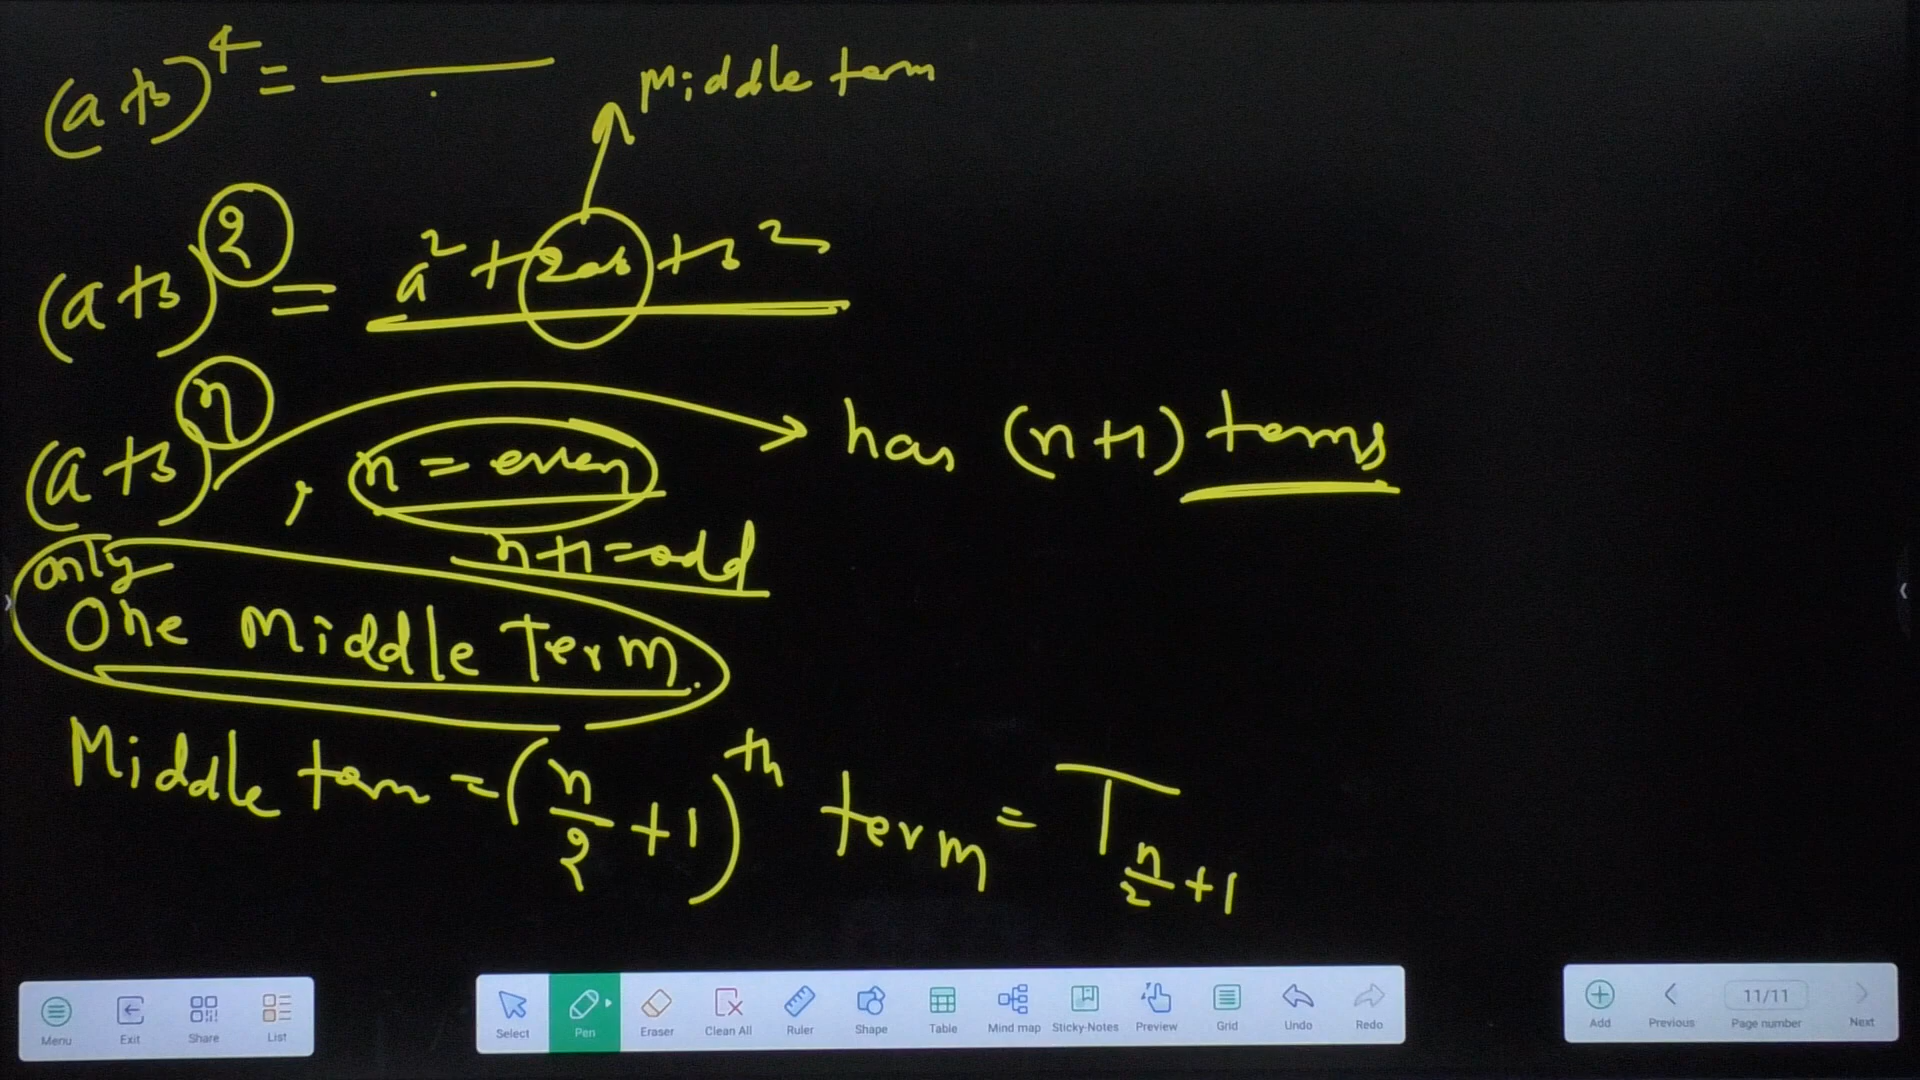 (a+b)⁴ = ———
Middle term
(a+b)² = a² + 2ab + b²
(a+b)ⁿ, n = even → has (n+1) terms
n+1 = odd
only
One Middle Term.
Middle term = (n/2 + 1)th term = T n/2 + 1
Menu Exit Share List
Select Pen Eraser Clean All Ruler Shape Table Mind map Sticky-Notes Preview Grid Undo Redo
Add Previous 11/11 Page number Next